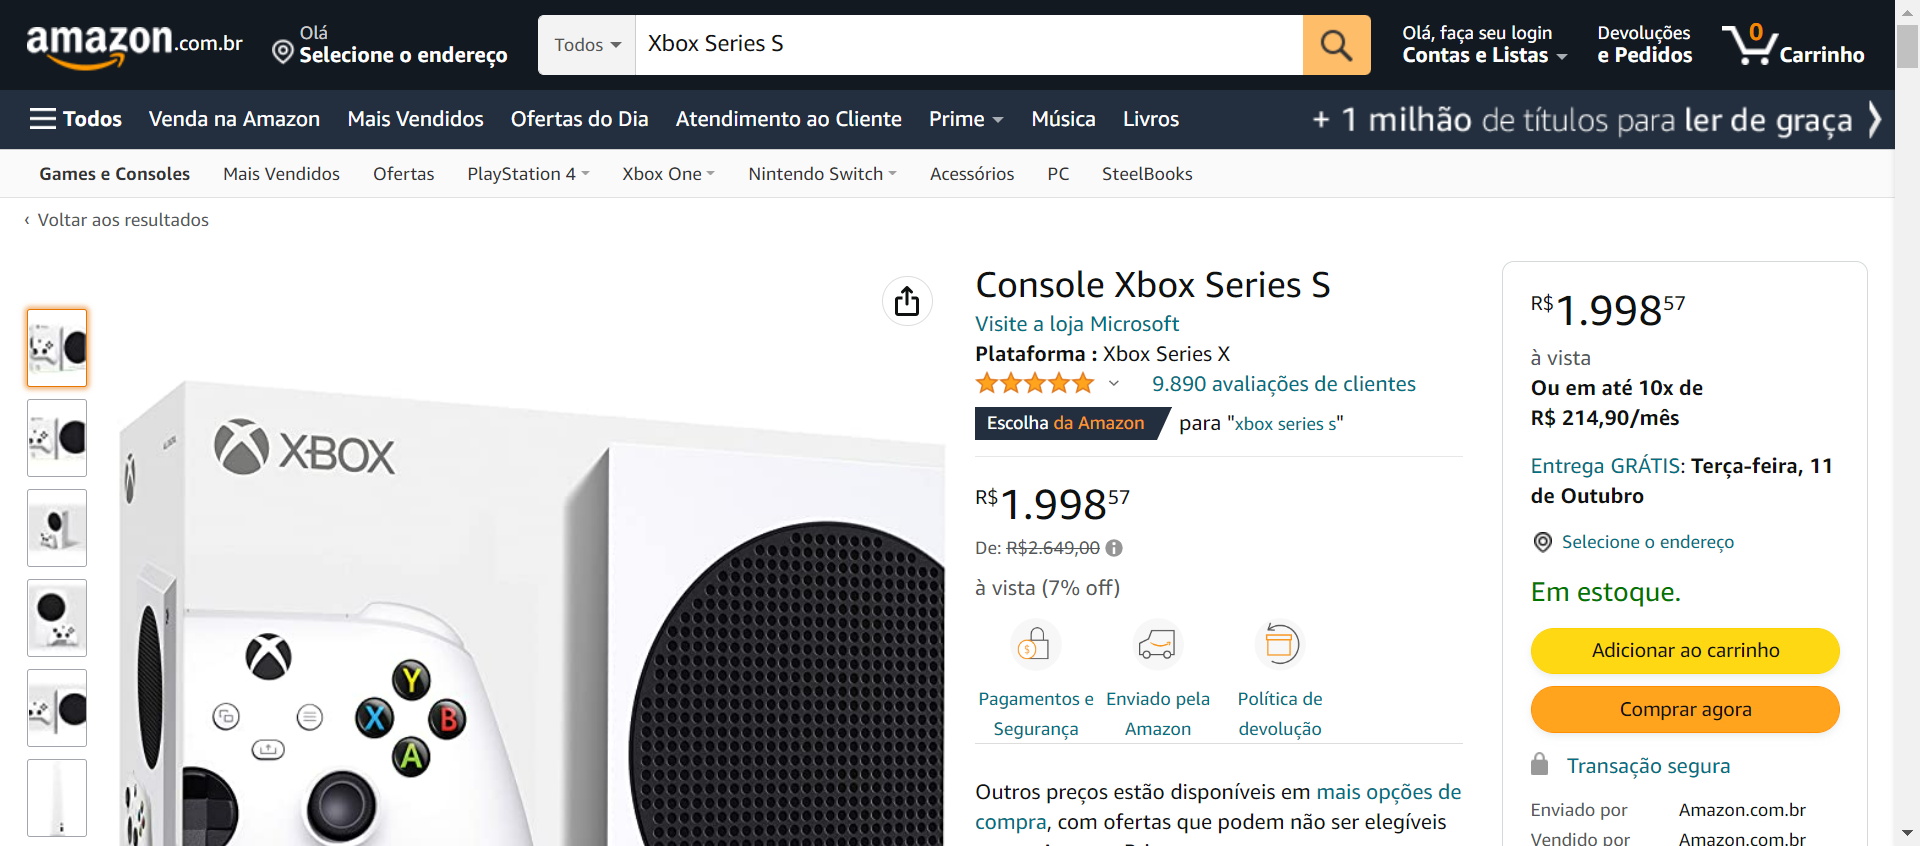 amazon.com.br
Olá
Selecione o endereço
Todos
Xbox Series S
Olá, faça seu login
Contas e Listas
Devoluções
e Pedidos
0
Carrinho
Todos
Venda na Amazon
Mais Vendidos
Ofertas do Dia
Atendimento ao Cliente
Prime
Música
Livros
+ 1 milhão de títulos para ler de graça
Games e Consoles
Mais Vendidos
Ofertas
PlayStation 4
Xbox One
Nintendo Switch
Acessórios
PC
SteelBooks
‹ Voltar aos resultados
XBOX
Y
X
B
A
Console Xbox Series S
Visite a loja Microsoft
Plataforma : Xbox Series X
9.890 avaliações de clientes
Escolha da Amazon para "xbox series s"
R$1.99857
De: R$2.649,00
à vista (7% off)
Pagamentos e
Segurança
Enviado pela
Amazon
Política de
devolução
Outros preços estão disponíveis em mais opções de
compra, com ofertas que podem não ser elegíveis
R$1.99857
à vista
Ou em até 10x de
R$ 214,90/mês
Entrega GRÁTIS: Terça-feira, 11
de Outubro
Selecione o endereço
Em estoque.
Adicionar ao carrinho
Comprar agora
Transação segura
Enviado por Amazon.com.br
Vendido por Amazon.com.br